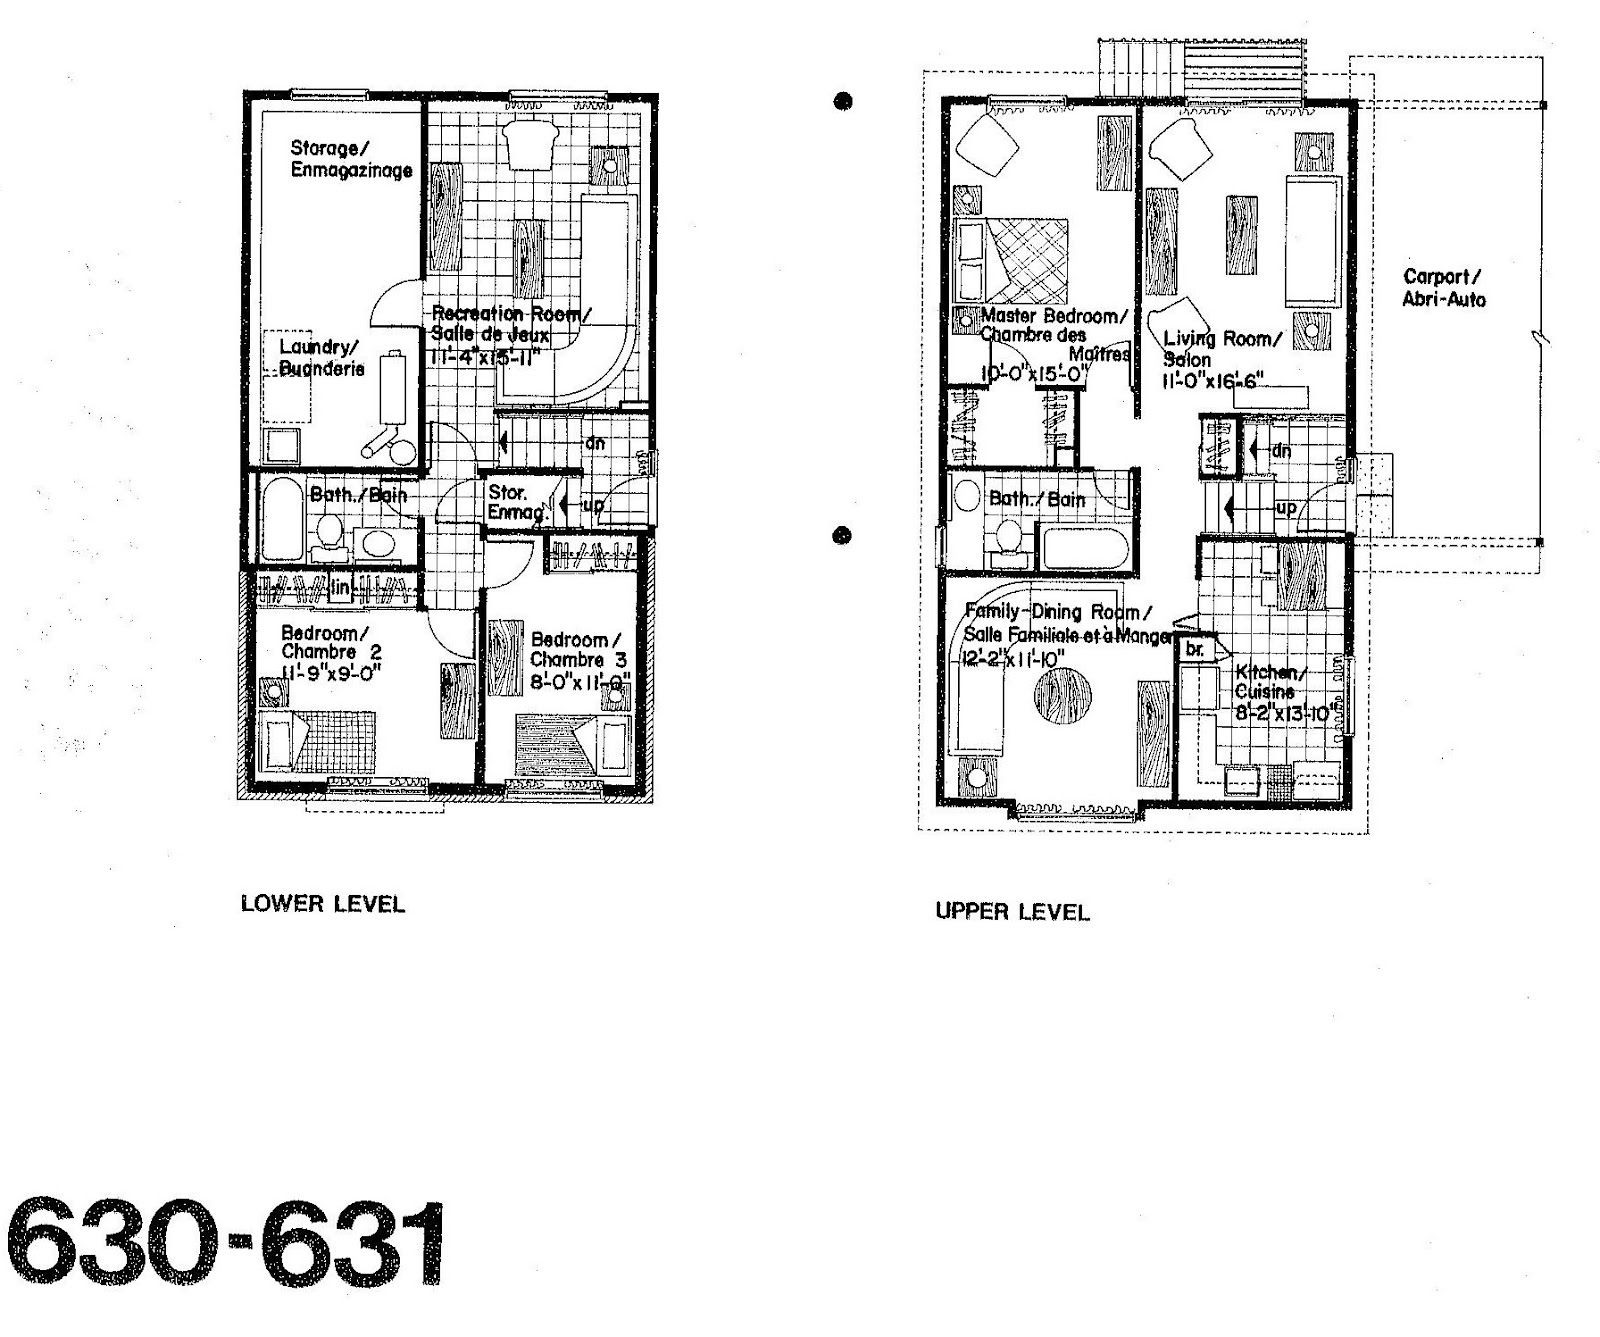 Storage/
Enmagazinage
Recreation Room/
Salle de Jeux
11'-4"x15'-11"
Laundry/
Buanderie
dn
Bath./Bain
Stor.
Enmag.
up
lin
Bedroom/
Chambre 2
11'-9"x9'-0"
Bedroom/
Chambre 3
8'-0"x11'-0"
LOWER LEVEL
Carport/
Abri-Auto
Master Bedroom/
Chambre des
Maîtres
10'-0"x15'-0"
Living Room/
Salon
11'-0"x16'-6"
dn
Bath./Bain
up
Family-Dining Room/
Salle Familiale et à Manger
12'-2"x11'-10"
br.
Kitchen/
Cuisine
8'-2"x13'-10"
UPPER LEVEL
630-631